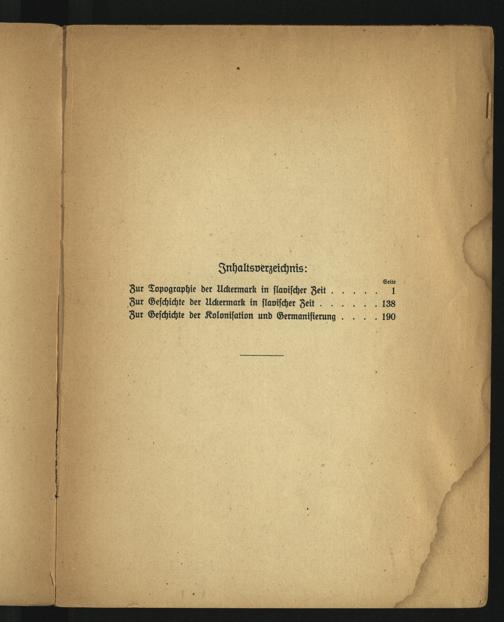 Inhaltsverzeichnis:
Seite
Zur Topographie der Uckermark in slavischer Zeit . . . . . 1
Zur Geschichte der Uckermark in slavischer Zeit . . . . . . 138
Zur Geschichte der Kolonisation und Germanisierung . . . . 190